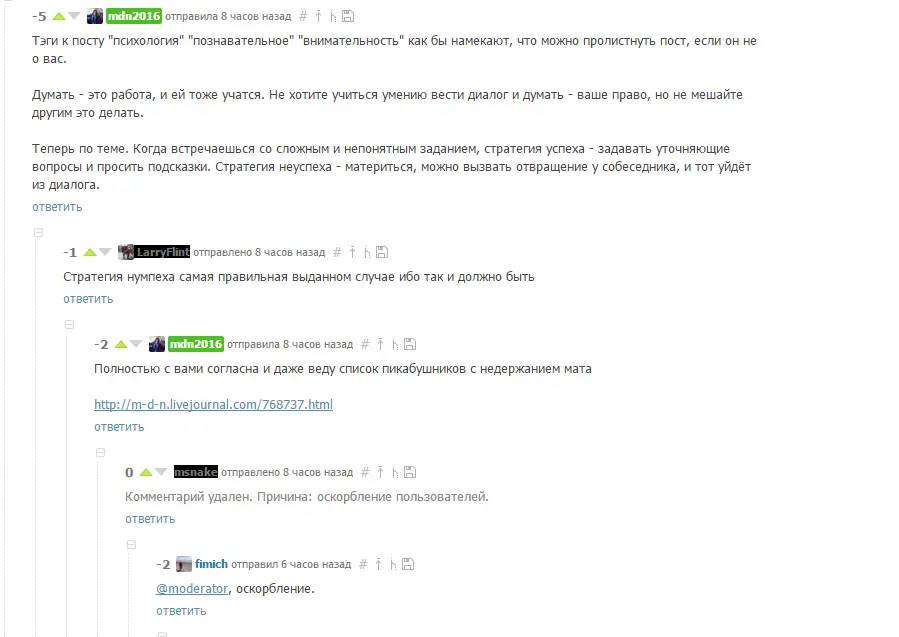 -5 mdn2016 отправила 8 часов назад #
Тэги к посту "психология" "познавательное" "внимательность" как бы намекают, что можно пролистнуть пост, если он не
о вас.
Думать - это работа, и ей тоже учатся. Не хотите учиться умению вести диалог и думать - ваше право, но не мешайте
другим это делать.
Теперь по теме. Когда встречаешься со сложным и непонятным заданием, стратегия успеха - задавать уточняющие
вопросы и просить подсказки. Стратегия неуспеха - материться, можно вызвать отвращение у собеседника, и тот уйдёт
из диалога.
ответить
-1 LarryFlint отправлено 8 часов назад #
Стратегия нумпеха самая правильная выданном случае ибо так и должно быть
ответить
-2 mdn2016 отправила 8 часов назад #
Полностью с вами согласна и даже веду список пикабушников с недержанием мата
http://m-d-n.livejournal.com/768737.html
ответить
0 msnake отправлено 8 часов назад #
Комментарий удален. Причина: оскорбление пользователей.
ответить
-2 fimich отправил 6 часов назад #
@moderator, оскорбление.
ответить